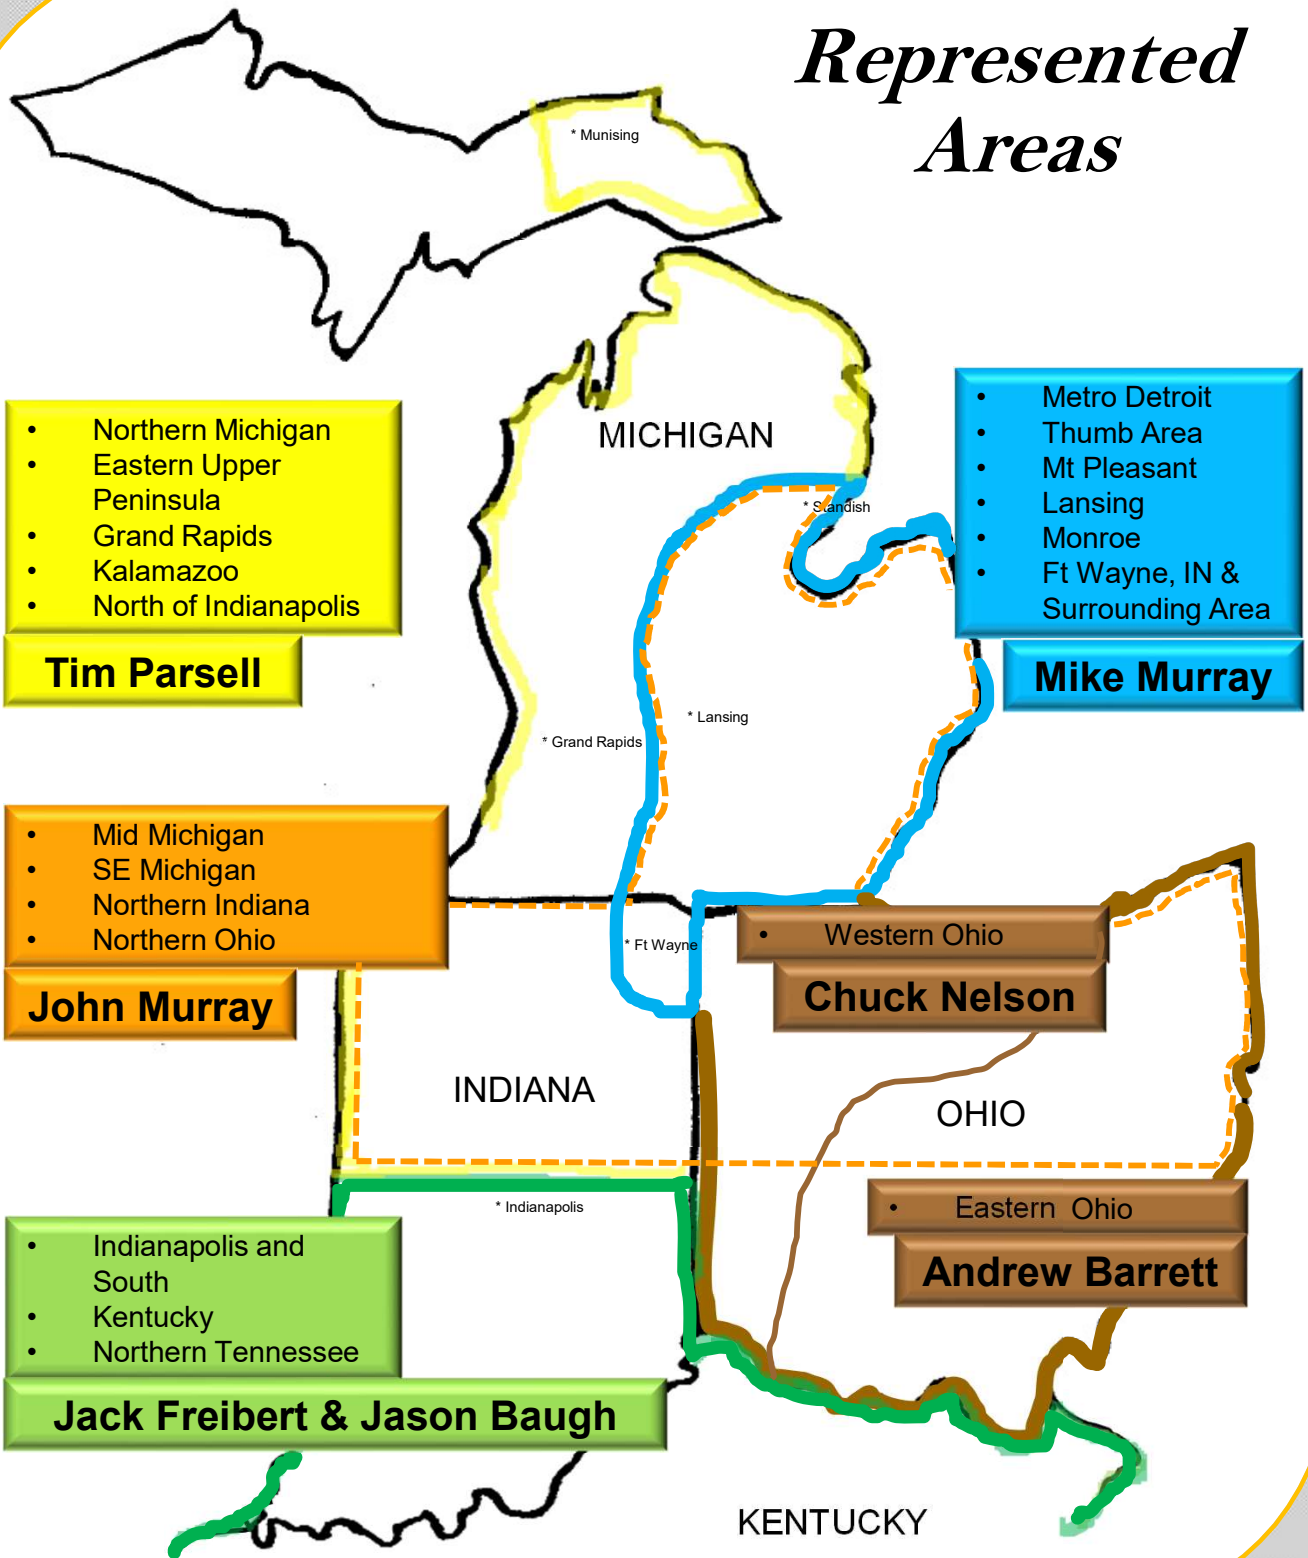 Represented
Areas
* Munising
MICHIGAN
• Northern Michigan
• Eastern Upper
Peninsula
• Grand Rapids
• Kalamazoo
• North of Indianapolis
Tim Parsell
• Metro Detroit
• Thumb Area
• Mt Pleasant
• Lansing
• Monroe
• Ft Wayne, IN &
Surrounding Area
Mike Murray
* Standish
* Lansing
* Grand Rapids
• Mid Michigan
• SE Michigan
• Northern Indiana
• Northern Ohio
John Murray
* Ft Wayne
• Western Ohio
Chuck Nelson
INDIANA
OHIO
* Indianapolis
• Eastern Ohio
Andrew Barrett
• Indianapolis and
South
• Kentucky
• Northern Tennessee
Jack Freibert & Jason Baugh
KENTUCKY